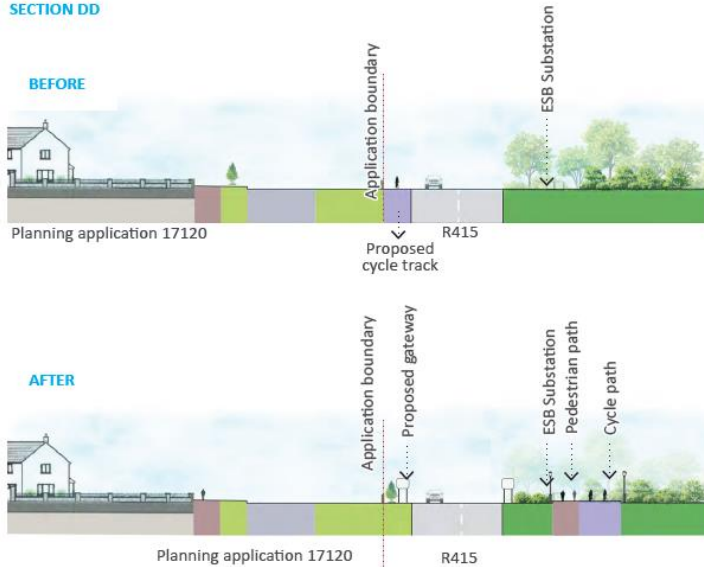 SECTION DD
BEFORE
Application boundary
ESB Substation
Planning application 17120
Proposed
cycle track
R415
AFTER
Application boundary
Proposed gateway
ESB Substation
Pedestrian path
Cycle path
Planning application 17120
R415